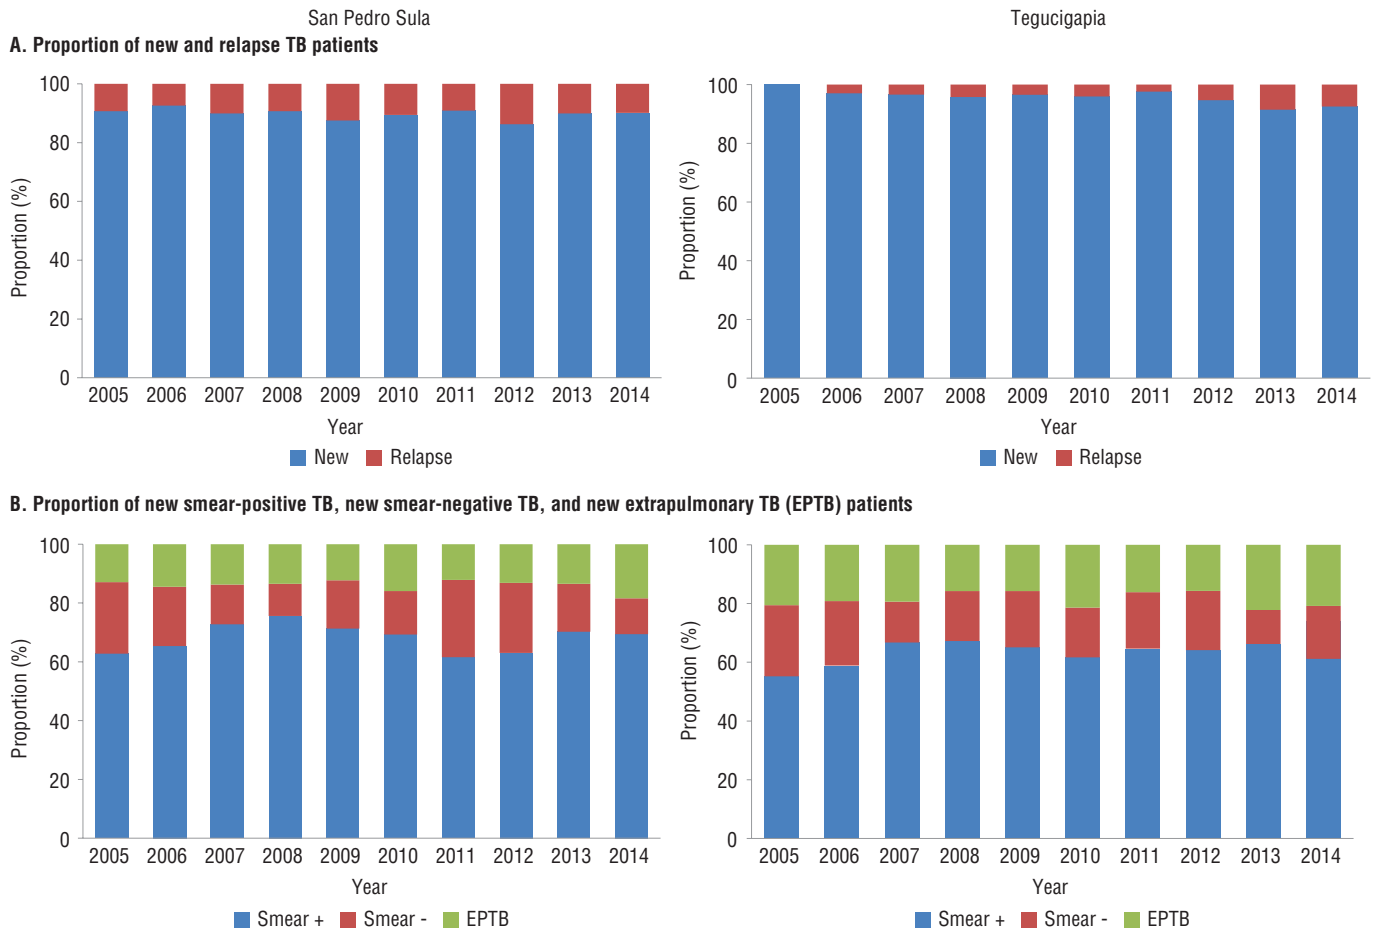 San Pedro Sula
Tegucigapia
A. Proportion of new and relapse TB patients
100
80
60
40
20
0
Proportion (%)
2005 2006 2007 2008 2009 2010 2011 2012 2013 2014
Year
New Relapse
100
80
60
40
20
0
Proportion (%)
2005 2006 2007 2008 2009 2010 2011 2012 2013 2014
Year
New Relapse
B. Proportion of new smear-positive TB, new smear-negative TB, and new extrapulmonary TB (EPTB) patients
100
80
60
40
20
0
Proportion (%)
2005 2006 2007 2008 2009 2010 2011 2012 2013 2014
Year
Smear + Smear - EPTB
100
80
60
40
20
0
Proportion (%)
2005 2006 2007 2008 2009 2010 2011 2012 2013 2014
Year
Smear + Smear - EPTB